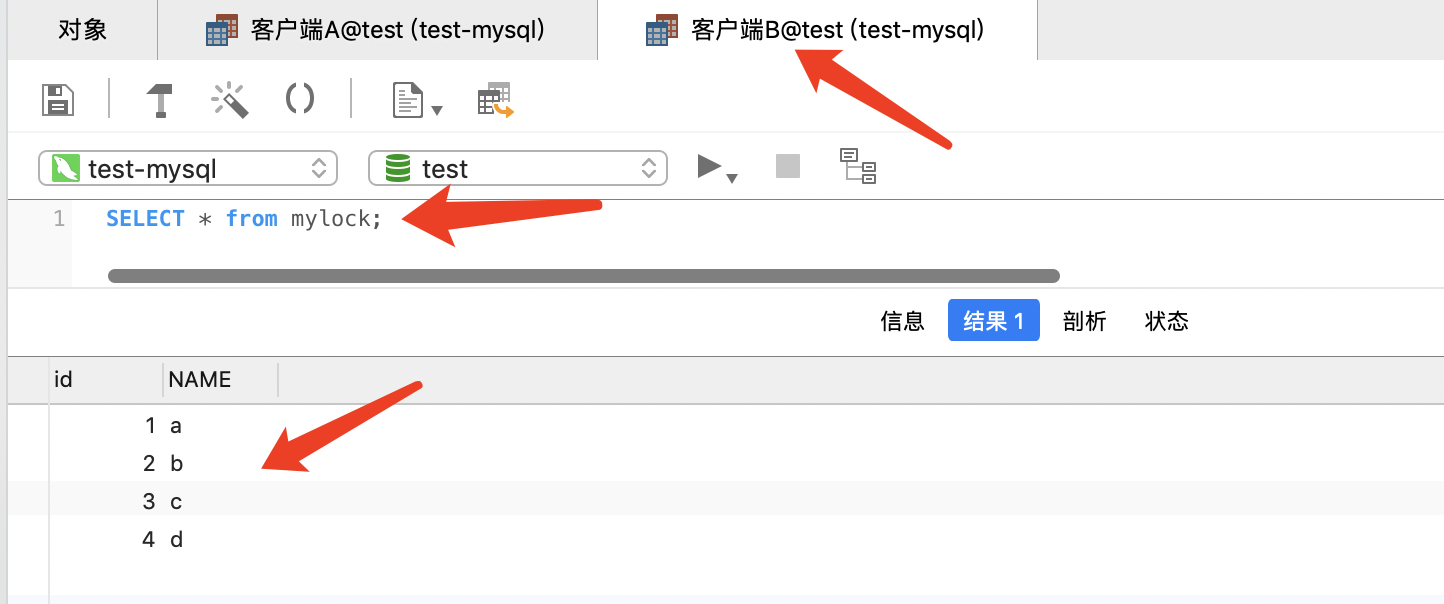 对象 客户端A@test (test-mysql) 客户端B@test (test-mysql)
test-mysql test
1 SELECT * from mylock;
信息 结果 1 剖析 状态
id NAME
1 a
2 b
3 c
4 d